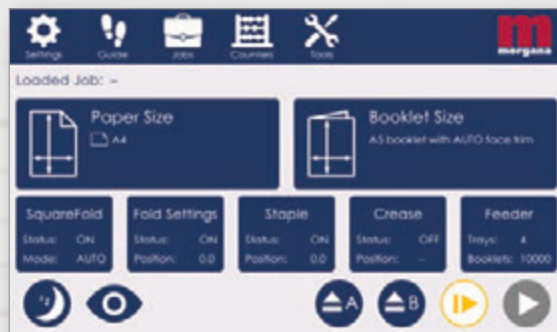 Settings Guide Jobs Counters Tools
morgana
Loaded Job: –
Paper Size
A4
Booklet Size
A5 booklet with AUTO face trim
SquareFold
Status: ON
Mode: AUTO
Fold Settings
Status: ON
Position: 0.0
Staple
Status: ON
Position: 0.0
Crease
Status: OFF
Position: –
Feeder
Trays: 4
Booklets: 10000
zz
A
B